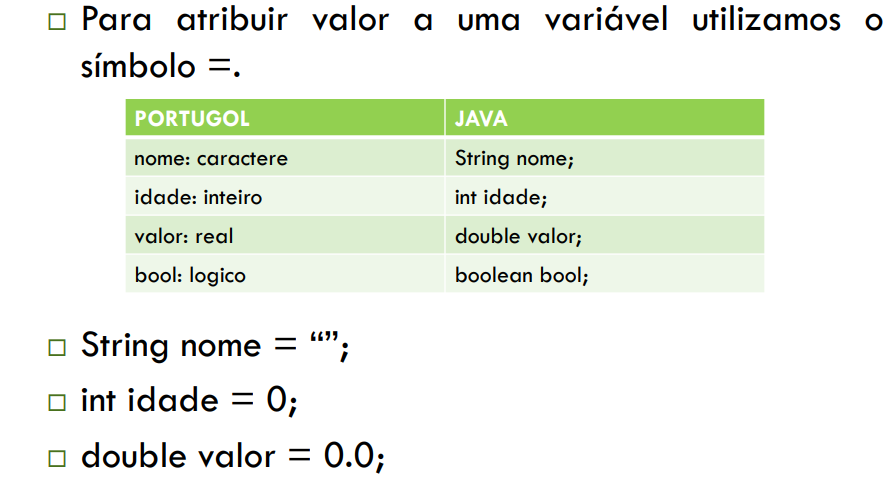 Para atribuir valor a uma variável utilizamos o
símbolo =.
PORTUGOL JAVA
nome: caractere String nome;
idade: inteiro int idade;
valor: real double valor;
bool: logico boolean bool;
String nome = “”;
int idade = 0;
double valor = 0.0;